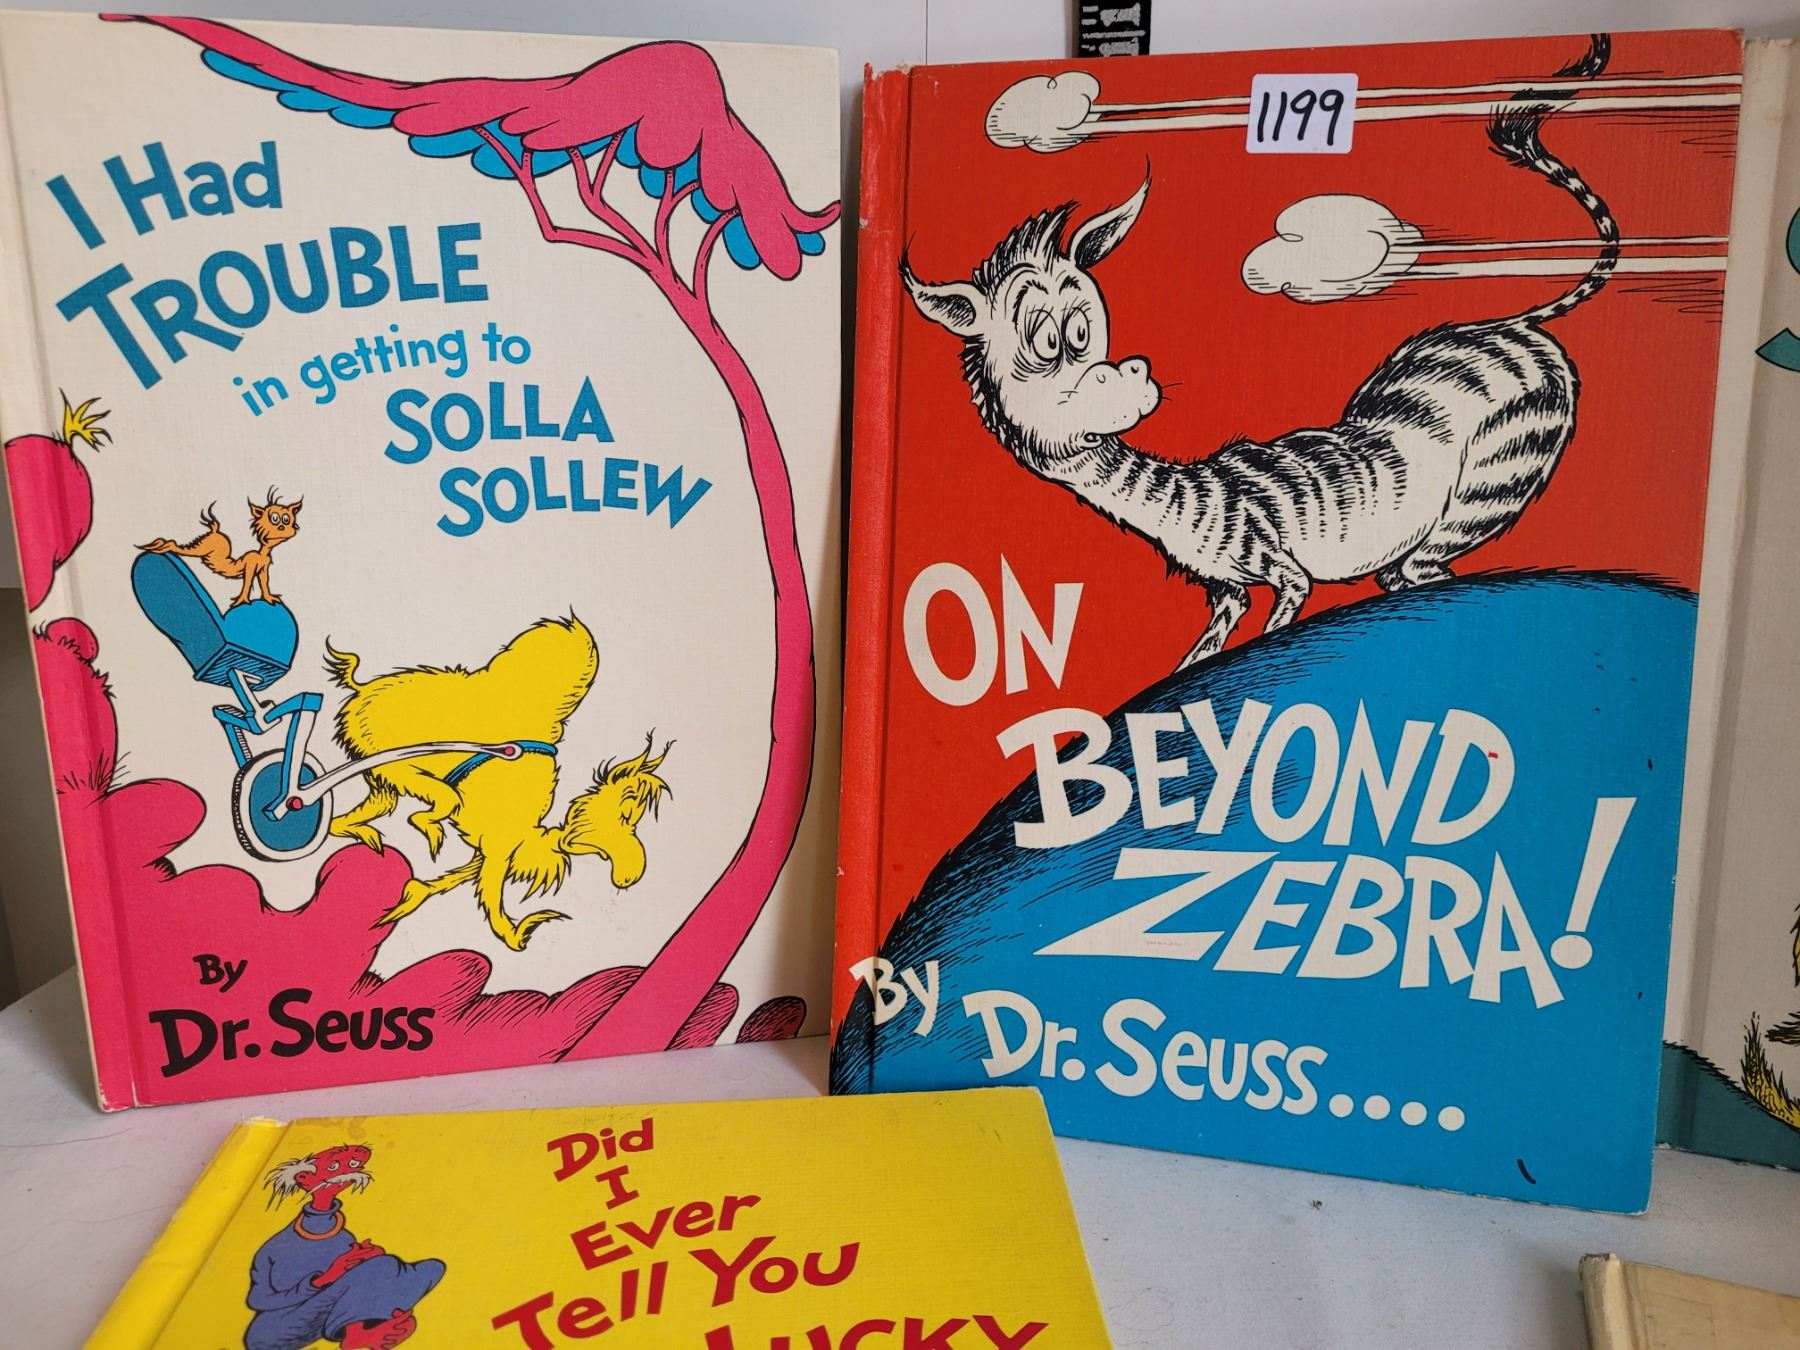 I Had
TROUBLE
in getting to
SOLLA
SOLLEW
By
Dr. Seuss
1199
ON
BEYOND
ZEBRA!
By Dr. Seuss....
Did
I
Ever
Tell You
LUCKY